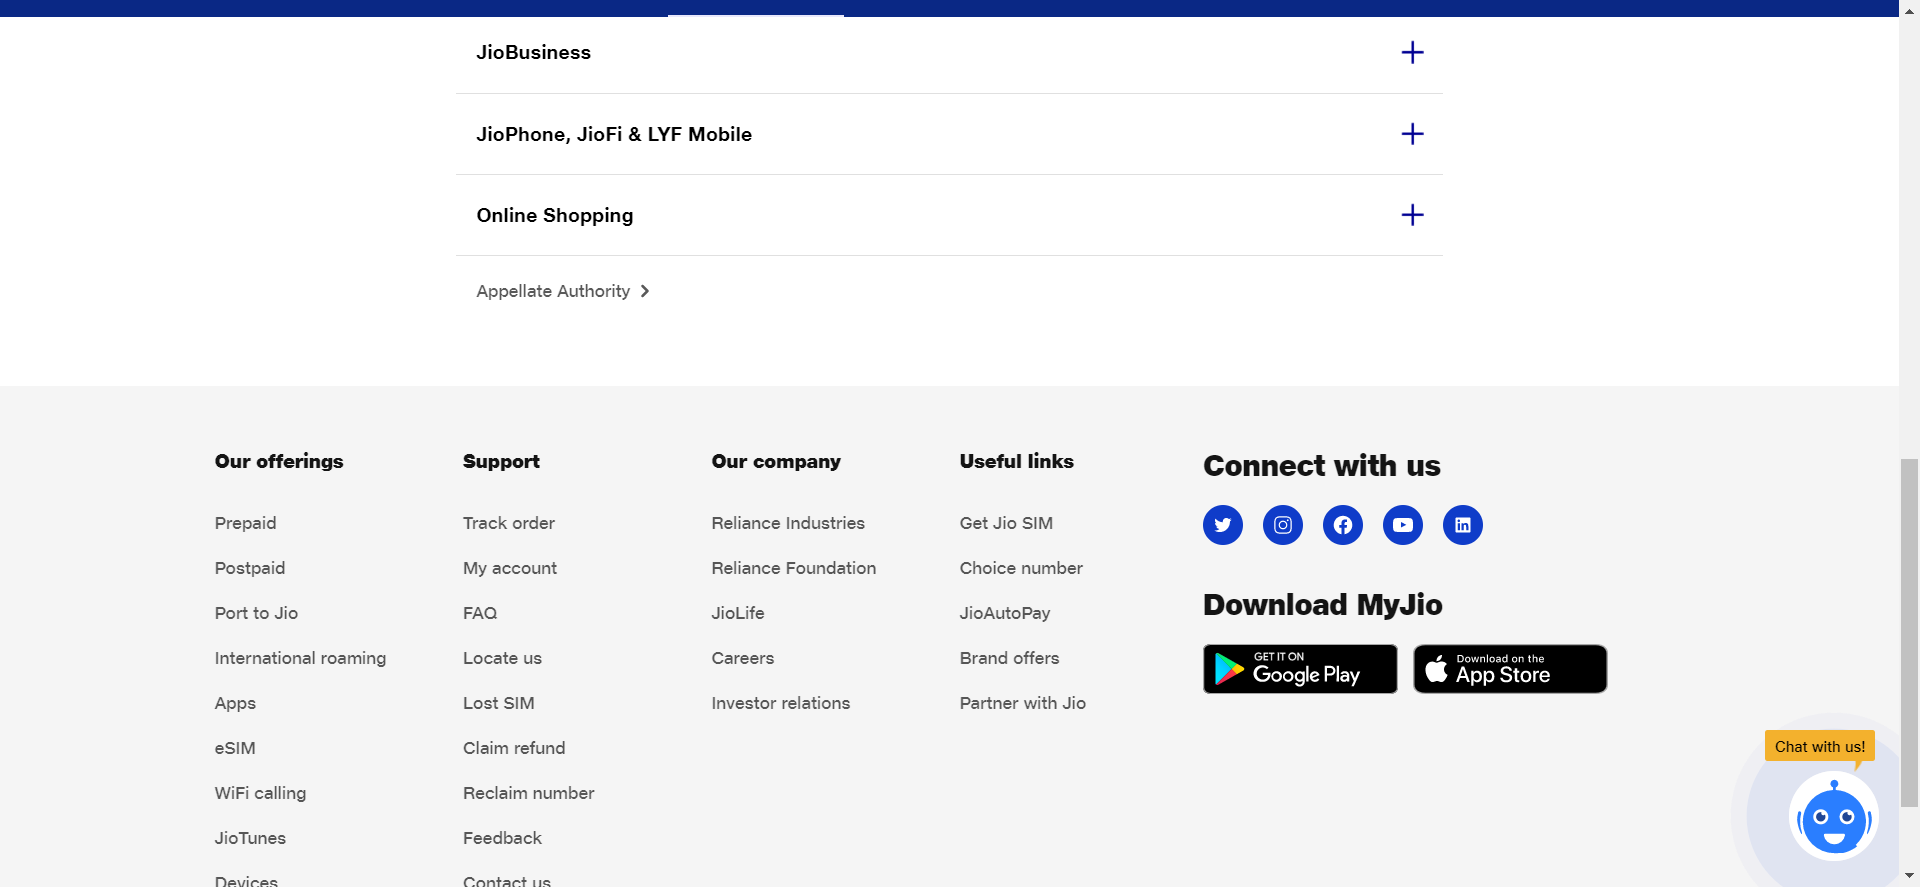 JioBusiness
JioPhone, JioFi & LYF Mobile
Online Shopping
Appellate Authority
Our offerings
Prepaid
Postpaid
Port to Jio
International roaming
Apps
eSIM
WiFi calling
JioTunes
Devices
Support
Track order
My account
FAQ
Locate us
Lost SIM
Claim refund
Reclaim number
Feedback
Contact us
Our company
Reliance Industries
Reliance Foundation
JioLife
Careers
Investor relations
Useful links
Get Jio SIM
Choice number
JioAutoPay
Brand offers
Partner with Jio
Connect with us
Download MyJio
GET IT ON
Google Play
Download on the
App Store
Chat with us!